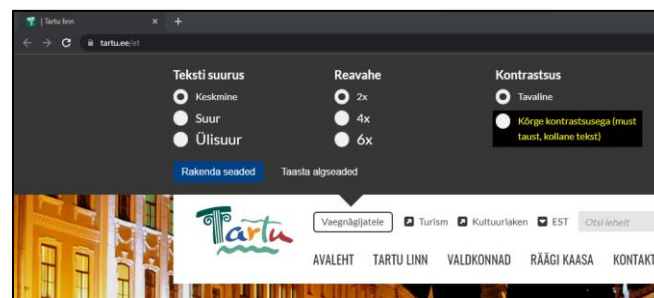 | Tartu linn
tartu.ee/et
Teksti suurus
Reavahe
Kontrastsus
Keskmine
2x
Tavaline
Suur
4x
Kõrge kontrastsusega (must
taust, kollane tekst)
Ülisuur
6x
Rakenda seaded
Taasta algseaded
Tartu
Vaegnägijatele
Turism
Kultuuriaken
EST
Otsi lehelt
AVALEHT
TARTU LINN
VALDKONNAD
RÄÄGI KAASA
KONTAKT